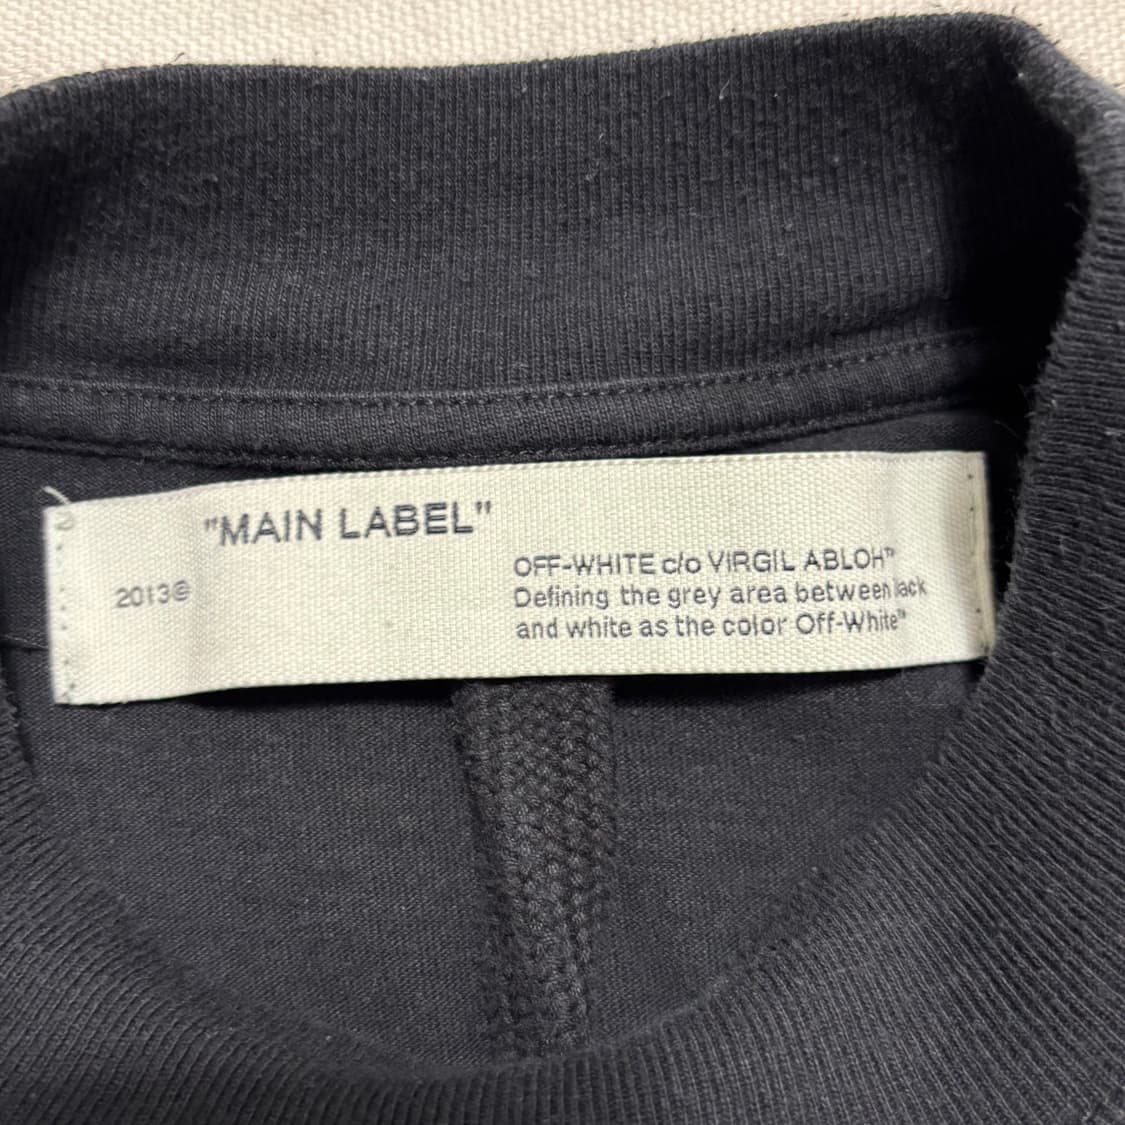 "MAIN LABEL"
2013©
OFF-WHITE c/o VIRGIL ABLOH™
Defining the grey area between lack
and white as the color Off-White™